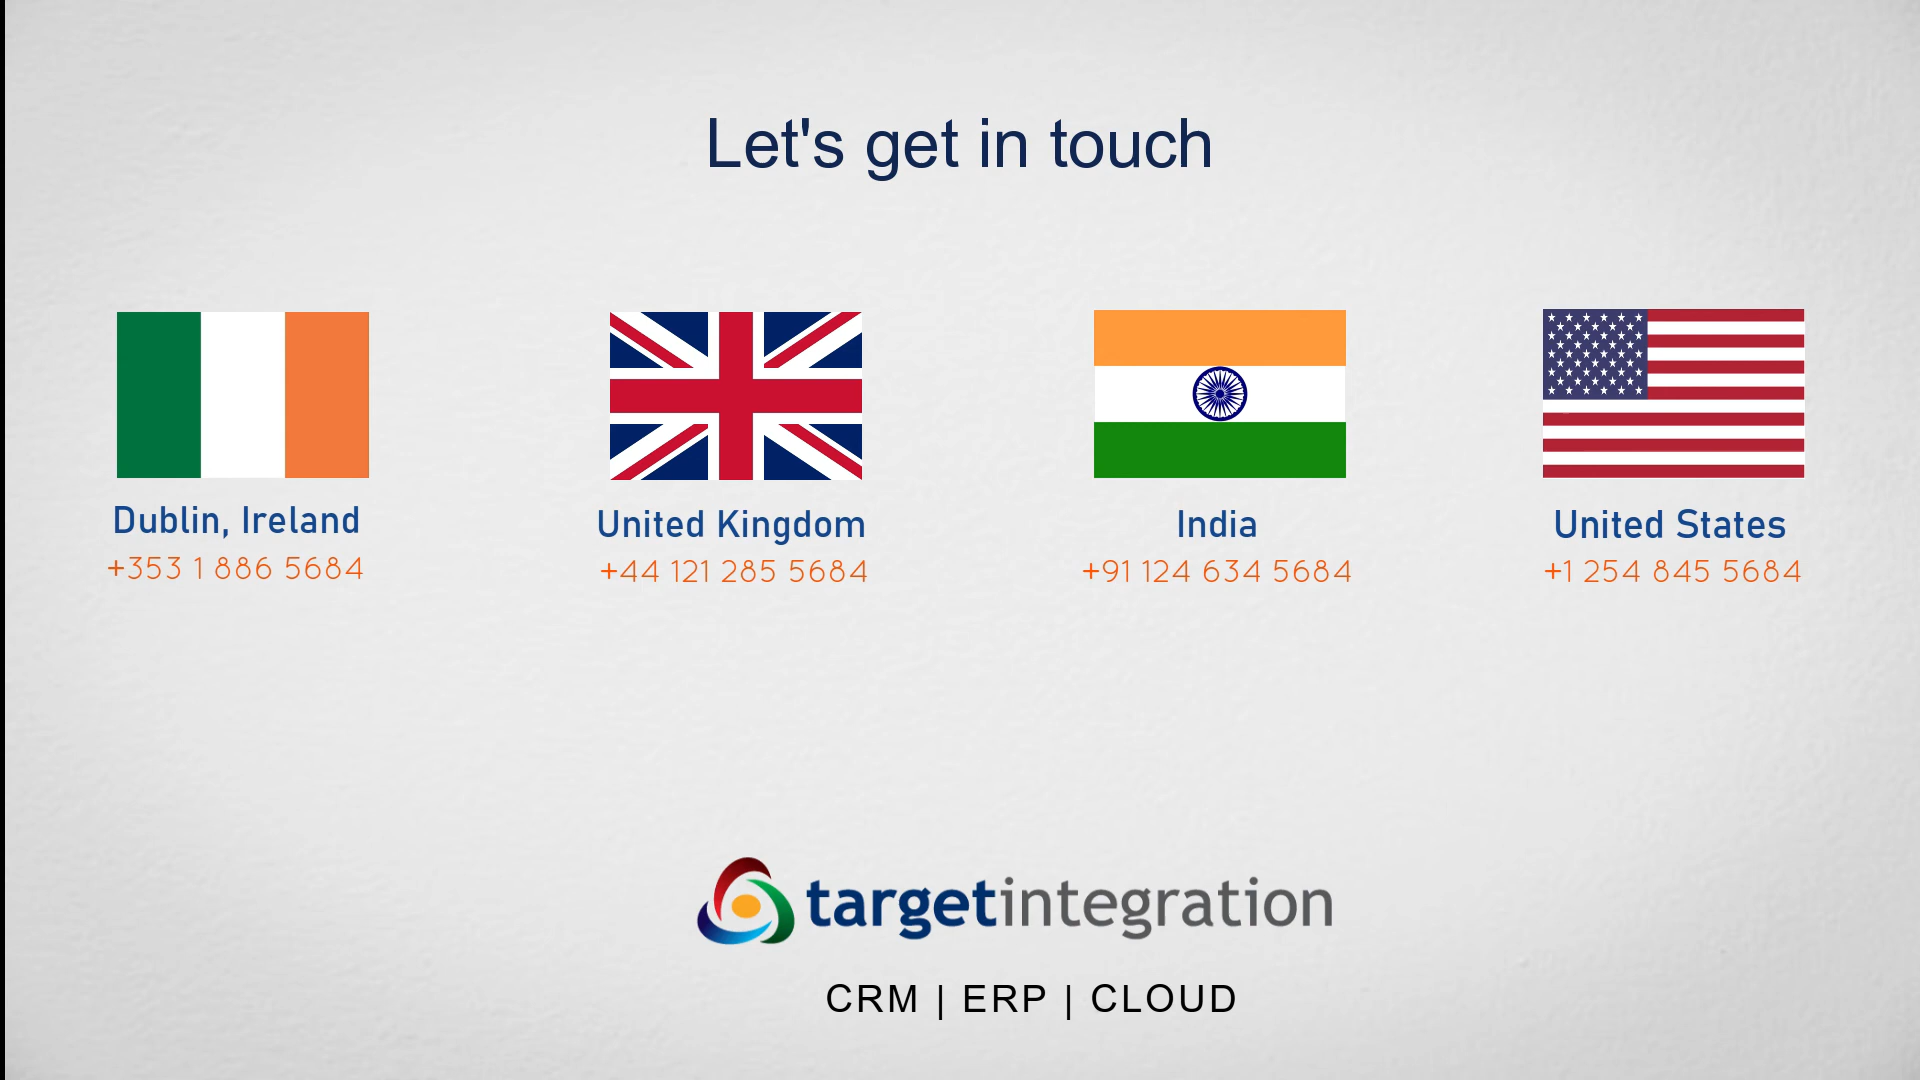 Let's get in touch
Dublin, Ireland
+353 1 886 5684
United Kingdom
+44 121 285 5684
India
+91 124 634 5684
United States
+1 254 845 5684
targetintegration
CRM | ERP | CLOUD